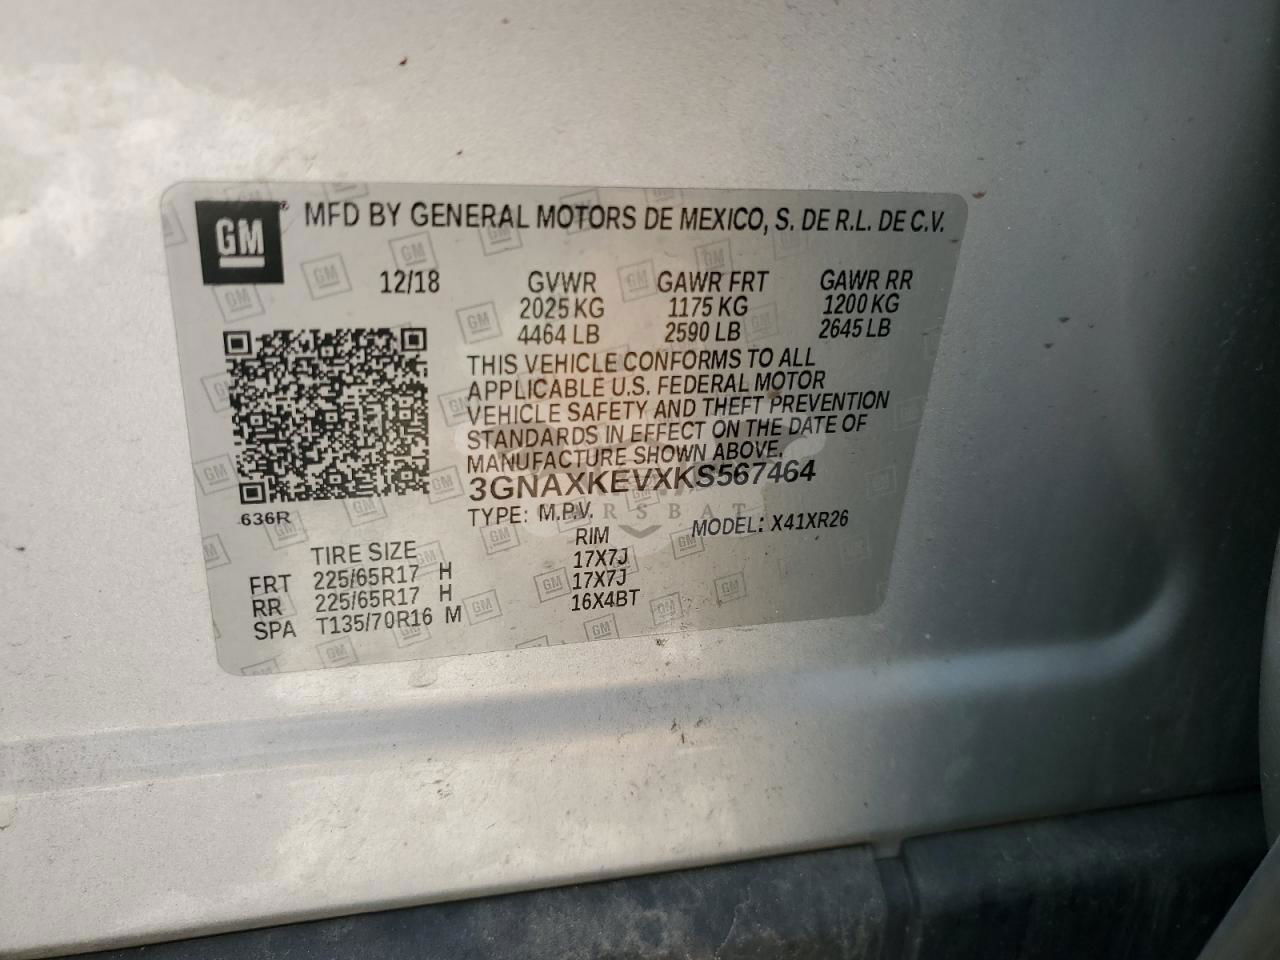 GM
MFD BY GENERAL MOTORS DE MEXICO, S. DE R.L. DE C.V.
12/18 GVWR GAWR FRT GAWR RR
2025 KG 1175 KG 1200 KG
4464 LB 2590 LB 2645 LB
THIS VEHICLE CONFORMS TO ALL
APPLICABLE U.S. FEDERAL MOTOR
VEHICLE SAFETY AND THEFT PREVENTION
STANDARDS IN EFFECT ON THE DATE OF
MANUFACTURE SHOWN ABOVE.
3GNAXKEVXKS567464
636R
TYPE: M.P.V. MODEL: X41XR26
TIRE SIZE RIM
FRT 225/65R17 H 17X7J
RR 225/65R17 H 17X7J
SPA T135/70R16 M 16X4BT